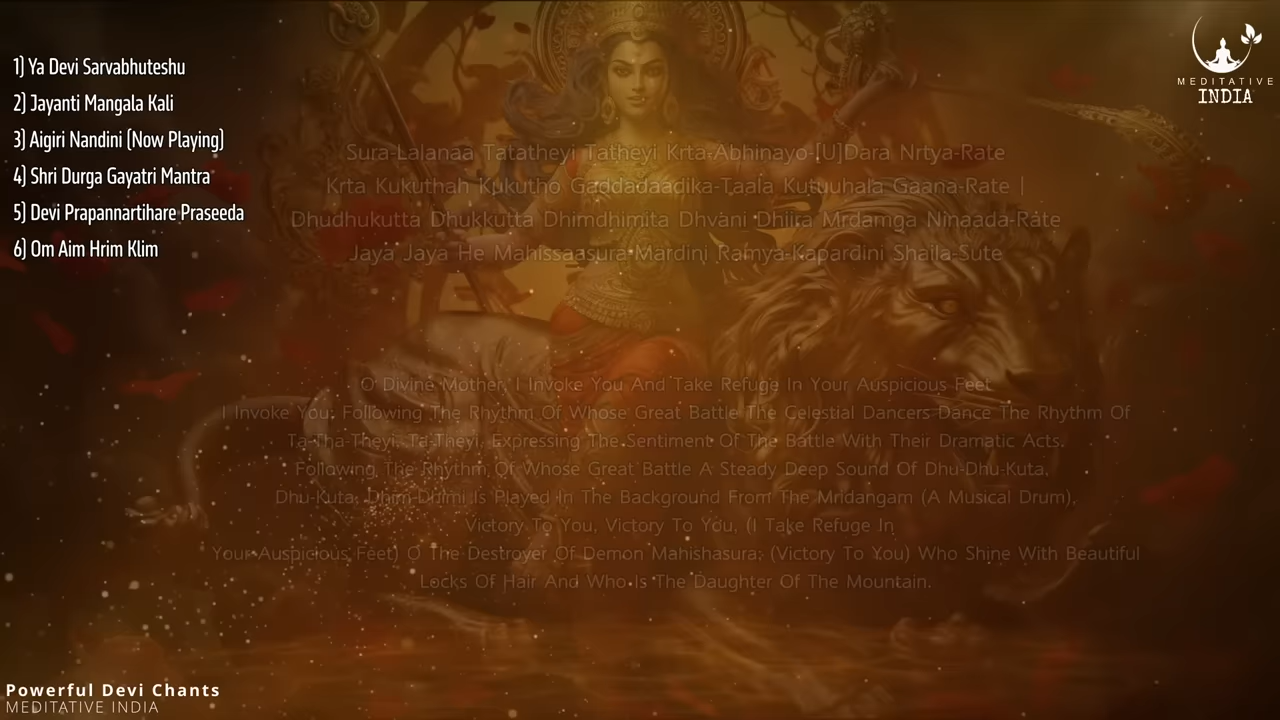 1) Ya Devi Sarvabhuteshu
2) Jayanti Mangala Kali
3) Aigiri Nandini (Now Playing)
4) Shri Durga Gayatri Mantra
5) Devi Prapannartihare Praseeda
6) Om Aim Hrim Klim
MEDITATIVE
INDIA
Sura-Lalanaa Tatatheyi Tatheyi Krta-Abhinayo-[U]Dara Nrtya-Rate
Krta Kukuthah Kukutho Gaddadaadika-Taala Kutuuhala Gaana-Rate |
Dhudhukutta Dhukkutta Dhimdhimita Dhvani Dhiira Mrdamga Ninaada-Rate
Jaya Jaya He Mahissaasura-Mardini Ramya-Kapardini Shaila-Sute
O Divine Mother, I Invoke You And Take Refuge In Your Auspicious Feet
I Invoke You, Following The Rhythm Of Whose Great Battle The Celestial Dancers Dance The Rhythm Of
Ta-Tha-Theyi, Ta-Theyi, Expressing The Sentiment Of The Battle With Their Dramatic Acts.
Following The Rhythm Of Whose Great Battle A Steady Deep Sound Of Dhu-Dhu-Kuta,
Dhu-Kuta, Dhim-Dhimi Is Played In The Background From The Mridangam (A Musical Drum),
Victory To You, Victory To You, (I Take Refuge In
Your Auspicious Feet) O The Destroyer Of Demon Mahishasura; (Victory To You) Who Shine With Beautiful
Locks Of Hair And Who Is The Daughter Of The Mountain.
Powerful Devi Chants
MEDITATIVE INDIA